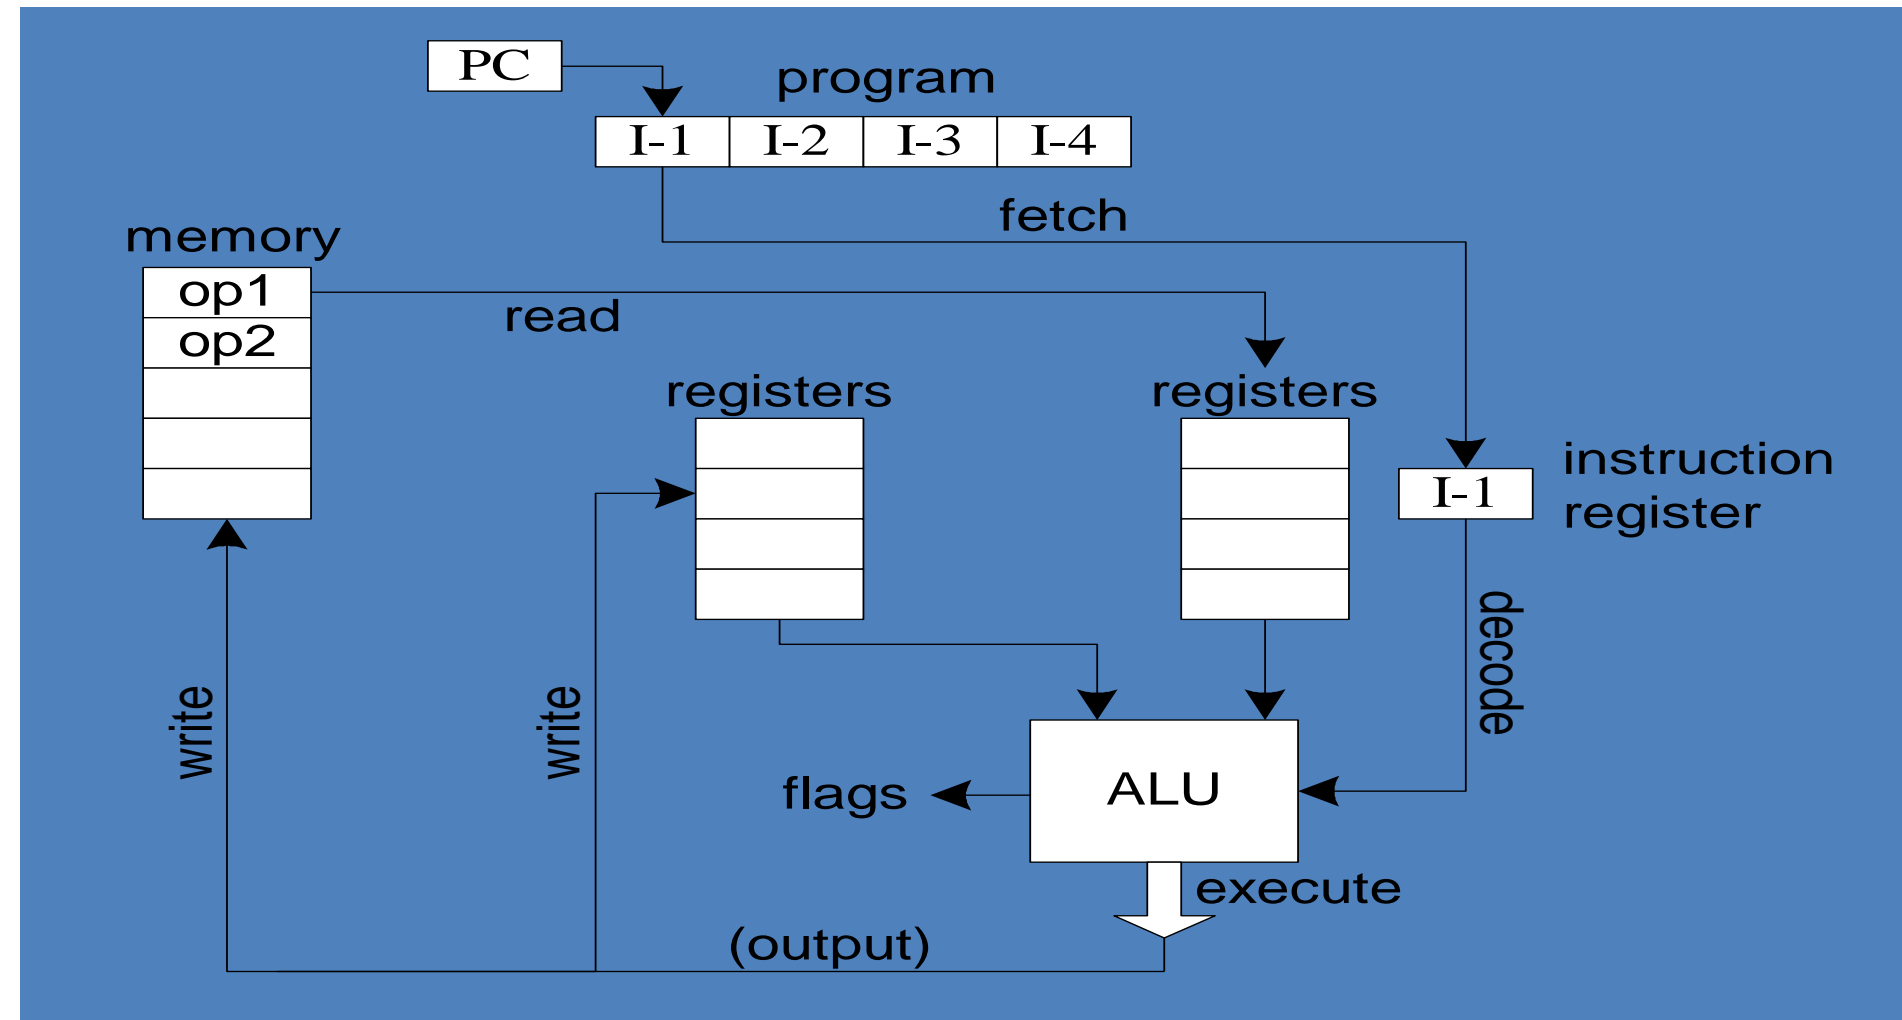 PC
program
I-1 I-2 I-3 I-4
fetch
memory
op1
read
op2
registers
registers
instruction
register
I-1
decode
write
write
flags
ALU
execute
(output)